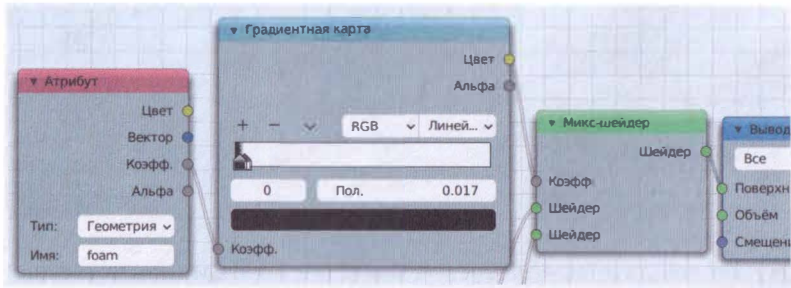 Атрибут
Цвет
Вектор
Коэфф.
Альфа
Тип: Геометрия
Имя: foam
Градиентная карта
Цвет
Альфа
+ − RGB Линей...
0 Пол. 0.017
Коэфф.
Микс-шейдер
Шейдер
Коэфф
Шейдер
Шейдер
Вывод
Все
Поверхн
Объём
Смещени